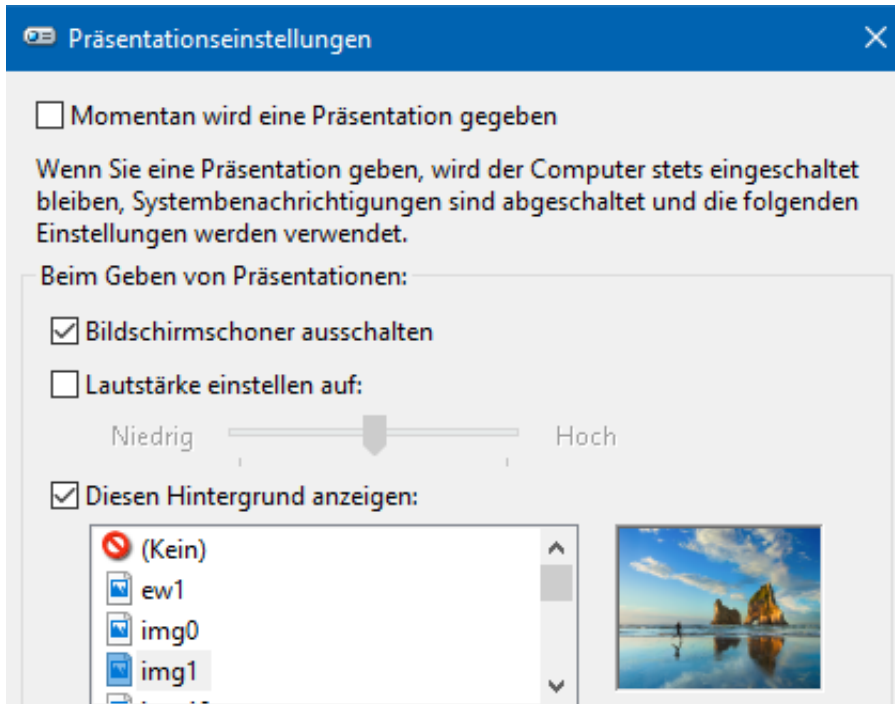 Präsentationseinstellungen
Momentan wird eine Präsentation gegeben
Wenn Sie eine Präsentation geben, wird der Computer stets eingeschaltet
bleiben, Systembenachrichtigungen sind abgeschaltet und die folgenden
Einstellungen werden verwendet.
Beim Geben von Präsentationen:
Bildschirmschoner ausschalten
Lautstärke einstellen auf:
Niedrig Hoch
Diesen Hintergrund anzeigen:
(Kein)
ew1
img0
img1